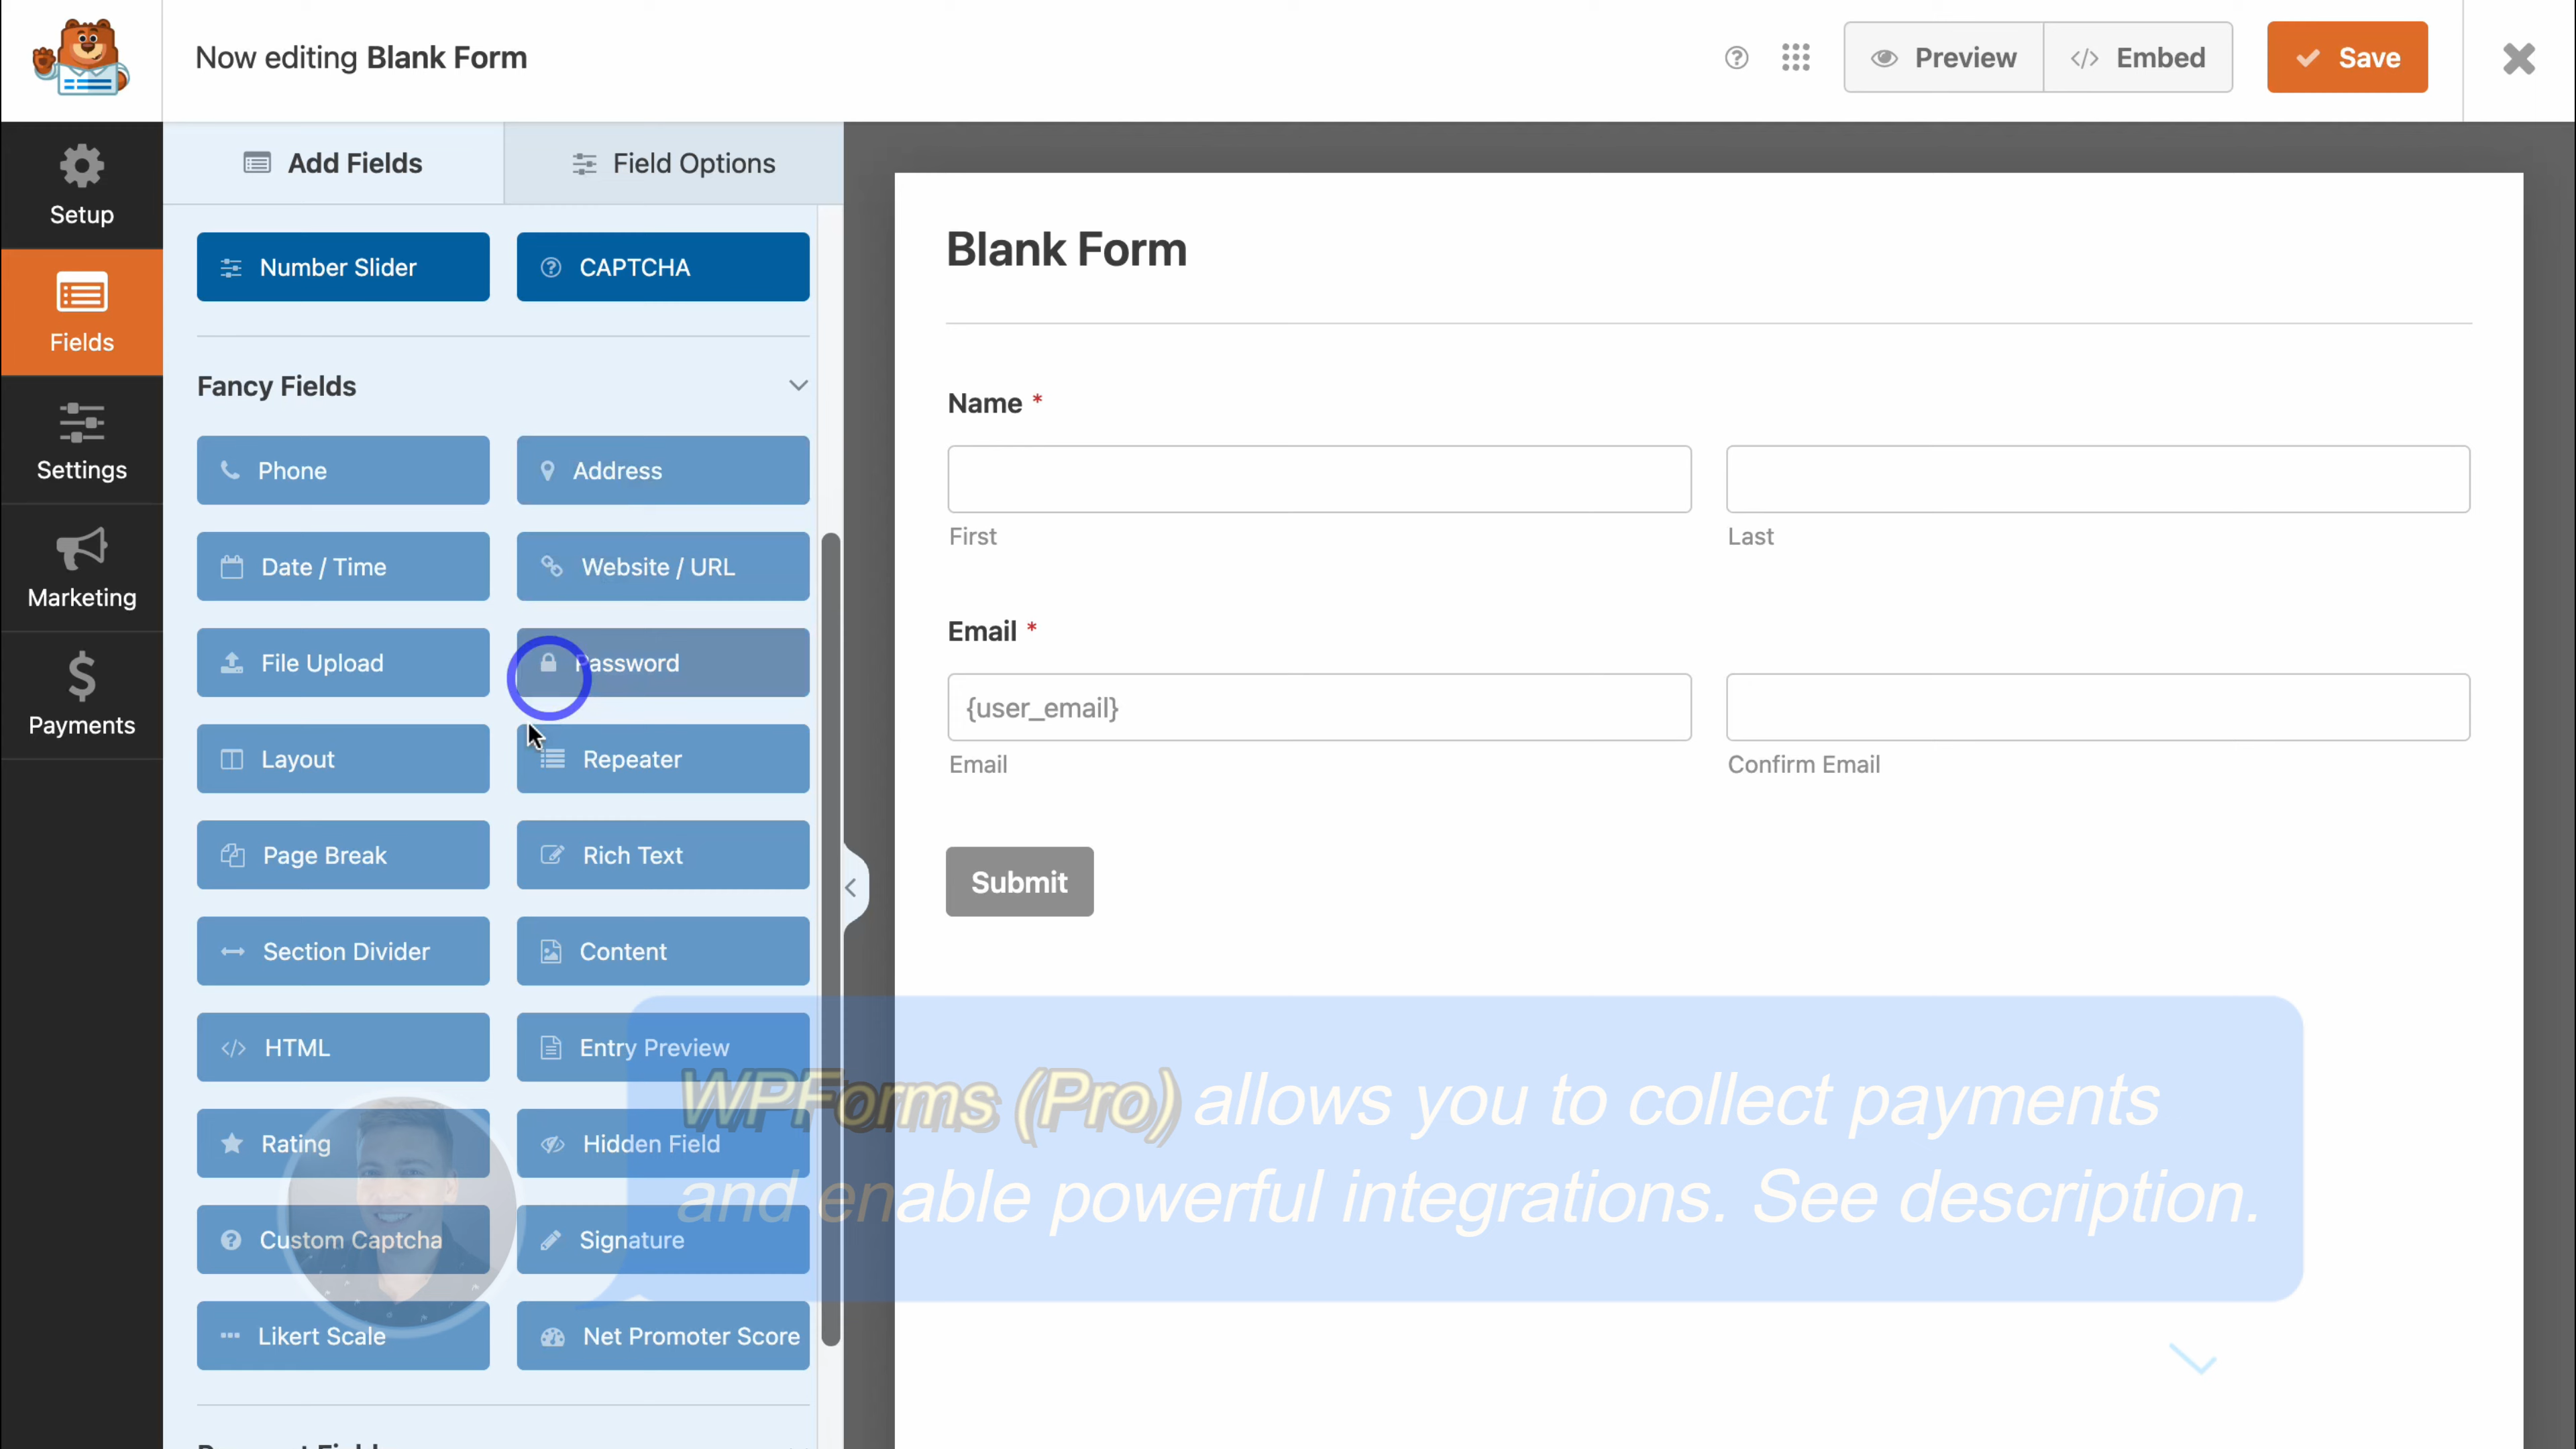 Now editing Blank Form
Preview
Embed
Save
Setup
Fields
Settings
Marketing
Payments
Add Fields
Field Options
Number Slider
CAPTCHA
Fancy Fields
Phone
Address
Date / Time
Website / URL
File Upload
Password
Layout
Repeater
Page Break
Rich Text
Section Divider
Content
HTML
Entry Preview
Rating
Hidden Field
Custom Captcha
Signature
Likert Scale
Net Promoter Score
Blank Form
Name *
First
Last
Email *
{user_email}
Email
Confirm Email
Submit
WPForms (Pro) allows you to collect payments
and enable powerful integrations. See description.